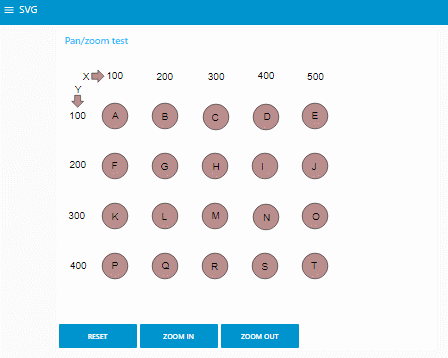 SVG
Pan/zoom test
X 100 200 300 400 500
Y
100 A B C D E
200 F G H I J
300 K L M N O
400 P Q R S T
RESET ZOOM IN ZOOM OUT